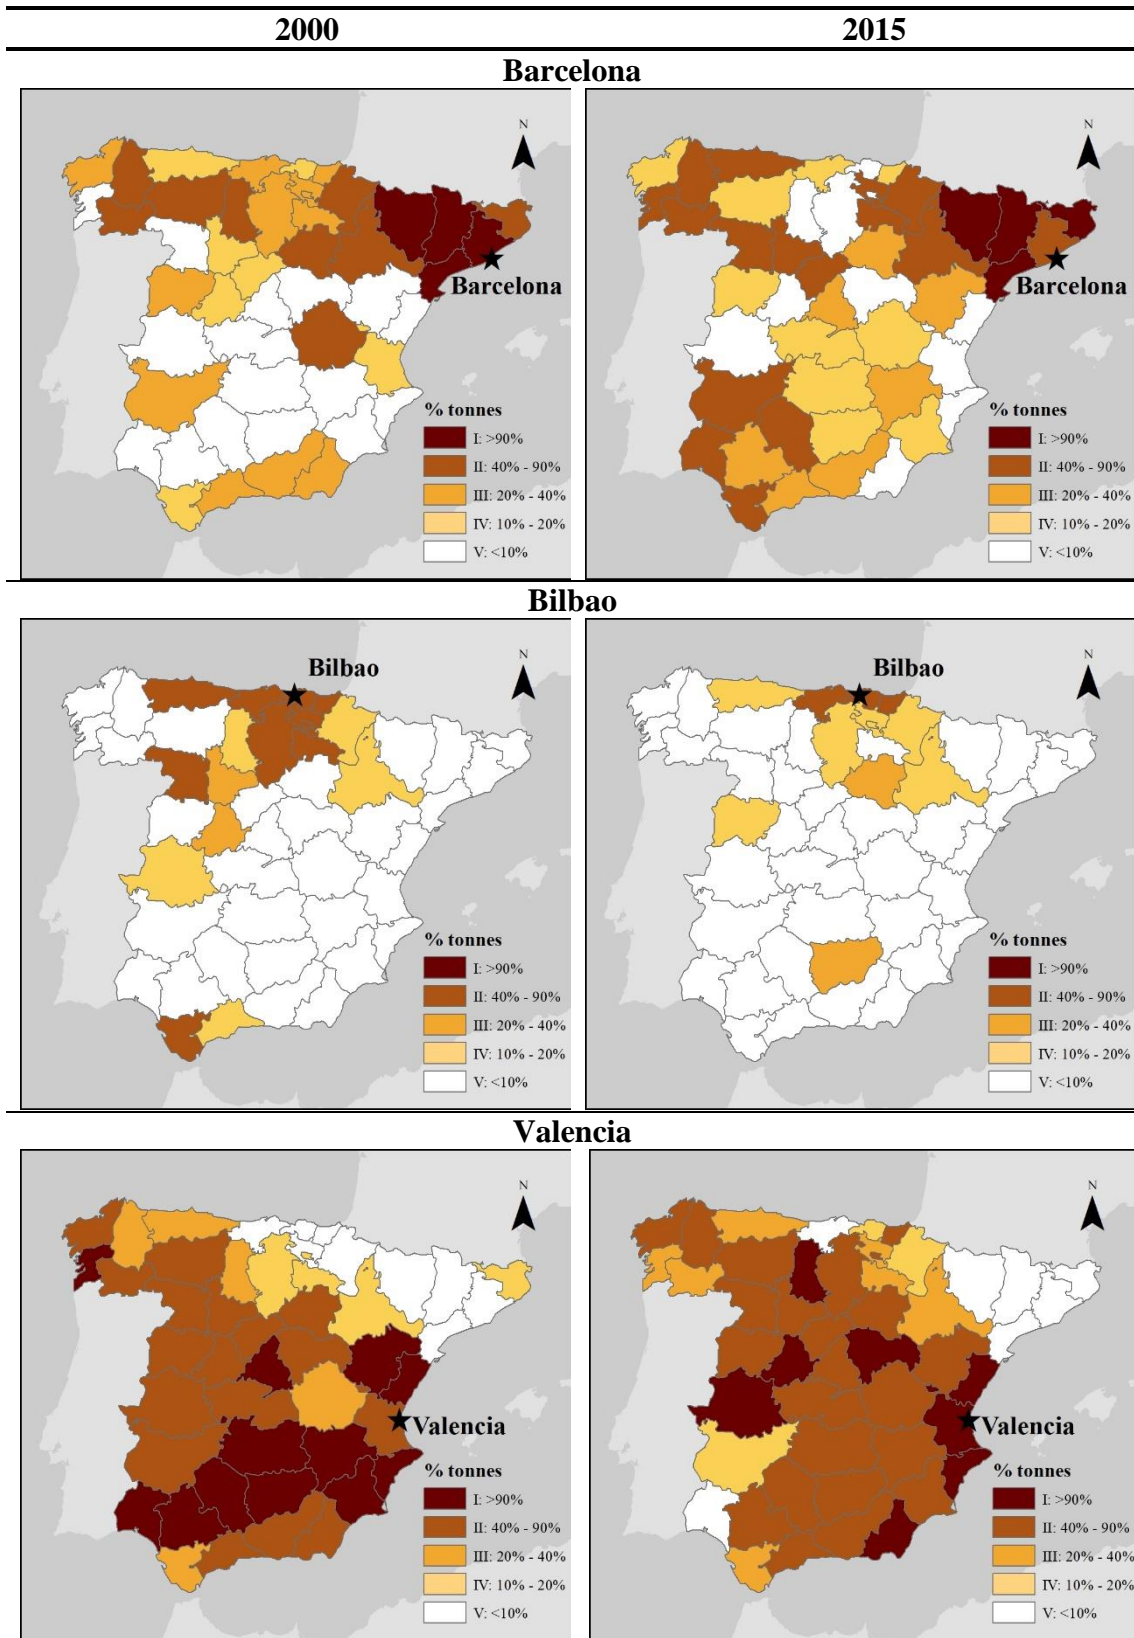 2000 2015
Barcelona
N N
Barcelona Barcelona
% tonnes % tonnes
I: >90% I: >90%
II: 40% - 90% II: 40% - 90%
III: 20% - 40% III: 20% - 40%
IV: 10% - 20% IV: 10% - 20%
V: <10% V: <10%
Bilbao
N N
Bilbao Bilbao
% tonnes % tonnes
I: >90% I: >90%
II: 40% - 90% II: 40% - 90%
III: 20% - 40% III: 20% - 40%
IV: 10% - 20% IV: 10% - 20%
V: <10% V: <10%
Valencia
N N
Valencia Valencia
% tonnes % tonnes
I: >90% I: >90%
II: 40% - 90% II: 40% - 90%
III: 20% - 40% III: 20% - 40%
IV: 10% - 20% IV: 10% - 20%
V: <10% V: <10%